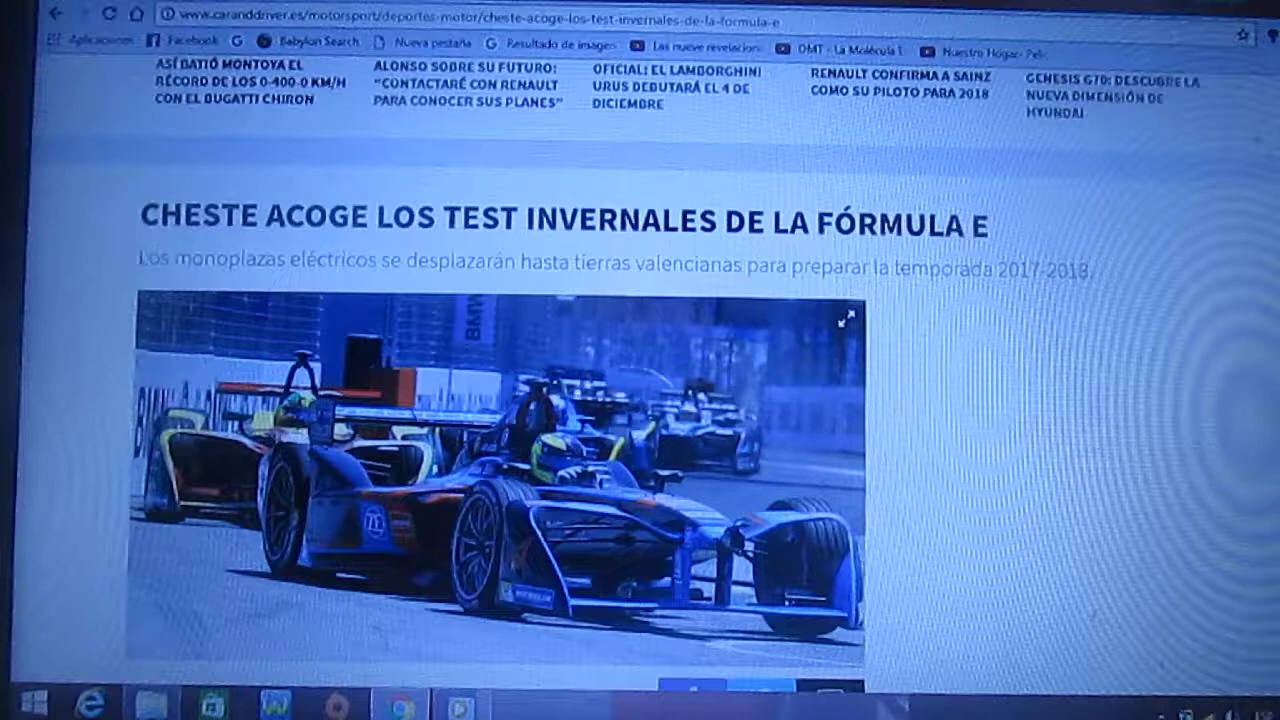 www.caranddriver.es/motorsport/deportes-motor/cheste-acoge-los-test-invernales-de-la-formula-e
Aplicaciones Facebook Babylon Search Nueva pestaña Resultado de imagen Las nueve revelacion DMT - La Molécula Nuestro Hogar- Peli
ASÍ BATIÓ MONTOYA EL
RÉCORD DE LOS 0-400-0 KM/H
CON EL BUGATTI CHIRON
ALONSO SOBRE SU FUTURO:
“CONTACTARÉ CON RENAULT
PARA CONOCER SUS PLANES”
OFICIAL: EL LAMBORGHINI
URUS DEBUTARÁ EL 4 DE
DICIEMBRE
RENAULT CONFIRMA A SAINZ
COMO SU PILOTO PARA 2018
GENESIS G70: DESCUBRE LA
NUEVA DIMENSIÓN DE
HYUNDAI
CHESTE ACOGE LOS TEST INVERNALES DE LA FÓRMULA E
Los monoplazas eléctricos se desplazarán hasta tierras valencianas para preparar la temporada 2017-2018.
BMW
ZF